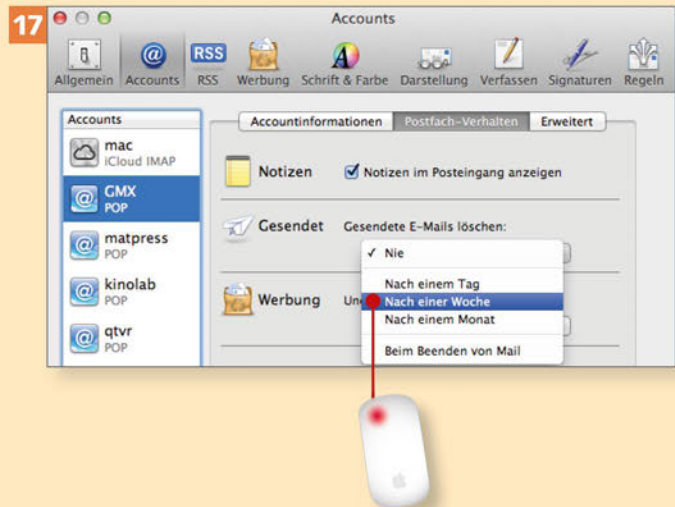 17
Accounts
Allgemein Accounts RSS Werbung Schrift & Farbe Darstellung Verfassen Signaturen Regeln
RSS
Accounts
mac
iCloud IMAP
GMX
POP
matpress
POP
kinolab
POP
qtvr
POP
Accountinformationen Postfach-Verhalten Erweitert
Notizen Notizen im Posteingang anzeigen
Gesendet Gesendete E-Mails löschen:
Nie
Nach einem Tag
Werbung Nach einer Woche
Nach einem Monat
Beim Beenden von Mail